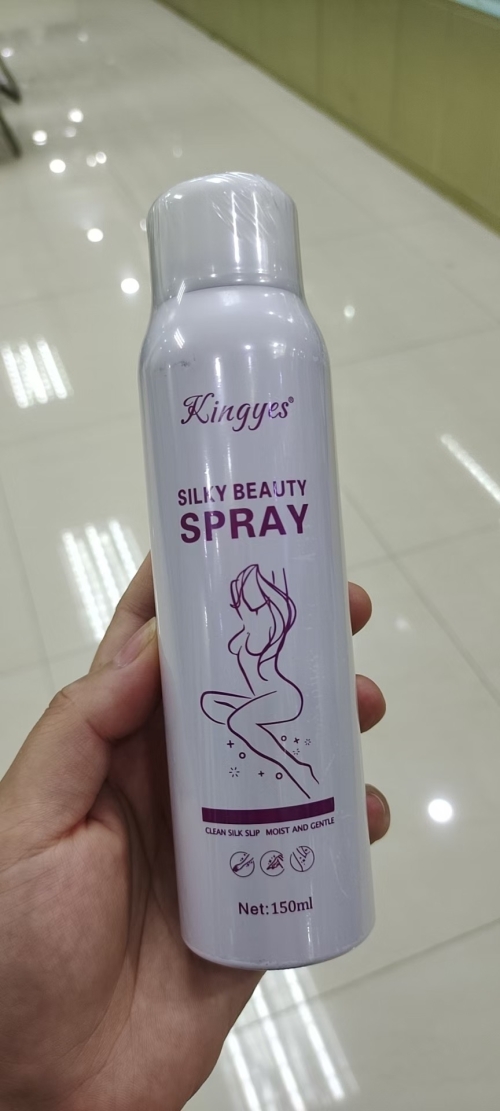 Kingyes®
SILKY BEAUTY
SPRAY
CLEAN SILK SLIP MOIST AND GENTLE
Net:150ml